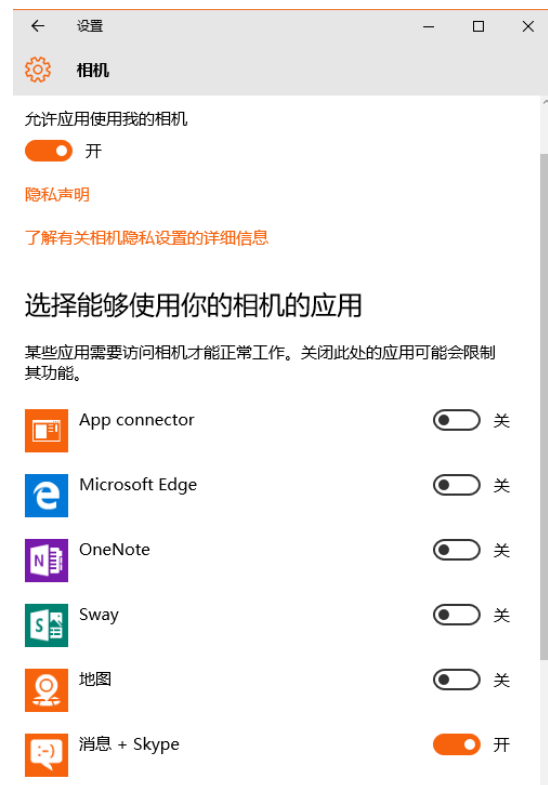 设置
相机
允许应用使用我的相机
开
隐私声明
了解有关相机隐私设置的详细信息
选择能够使用你的相机的应用
某些应用需要访问相机才能正常工作。关闭此处的应用可能会限制
其功能。
App connector 关
Microsoft Edge 关
OneNote 关
Sway 关
地图 关
消息 + Skype 开